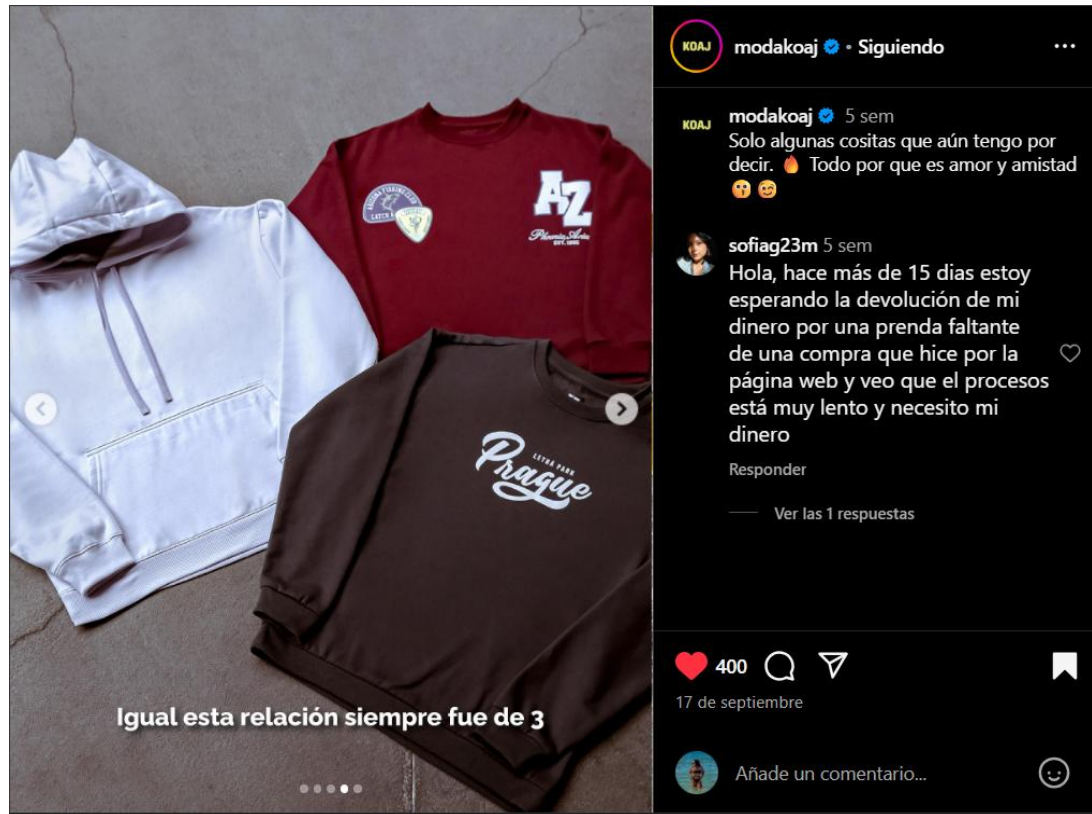 AZ
Phoenix, Ariz
EST. 1885
LETNÁ PARK
Prague
Igual esta relación siempre fue de 3
KOAJ
modakoaj • Siguiendo
KOAJ
modakoaj 5 sem
Solo algunas cositas que aún tengo por
decir. 🔥 Todo por que es amor y amistad
🤫 😉
sofiag23m 5 sem
Hola, hace más de 15 dias estoy
esperando la devolución de mi
dinero por una prenda faltante
de una compra que hice por la
página web y veo que el procesos
está muy lento y necesito mi
dinero
Responder
Ver las 1 respuestas
400
17 de septiembre
Añade un comentario...